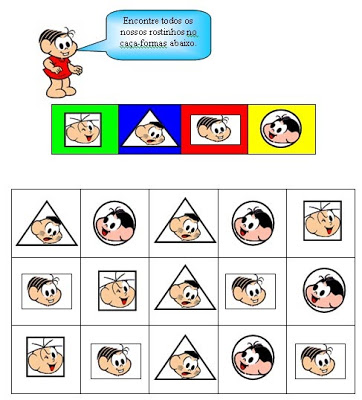 Encontre todos os
nossos rostinhos no
caça-formas abaixo.